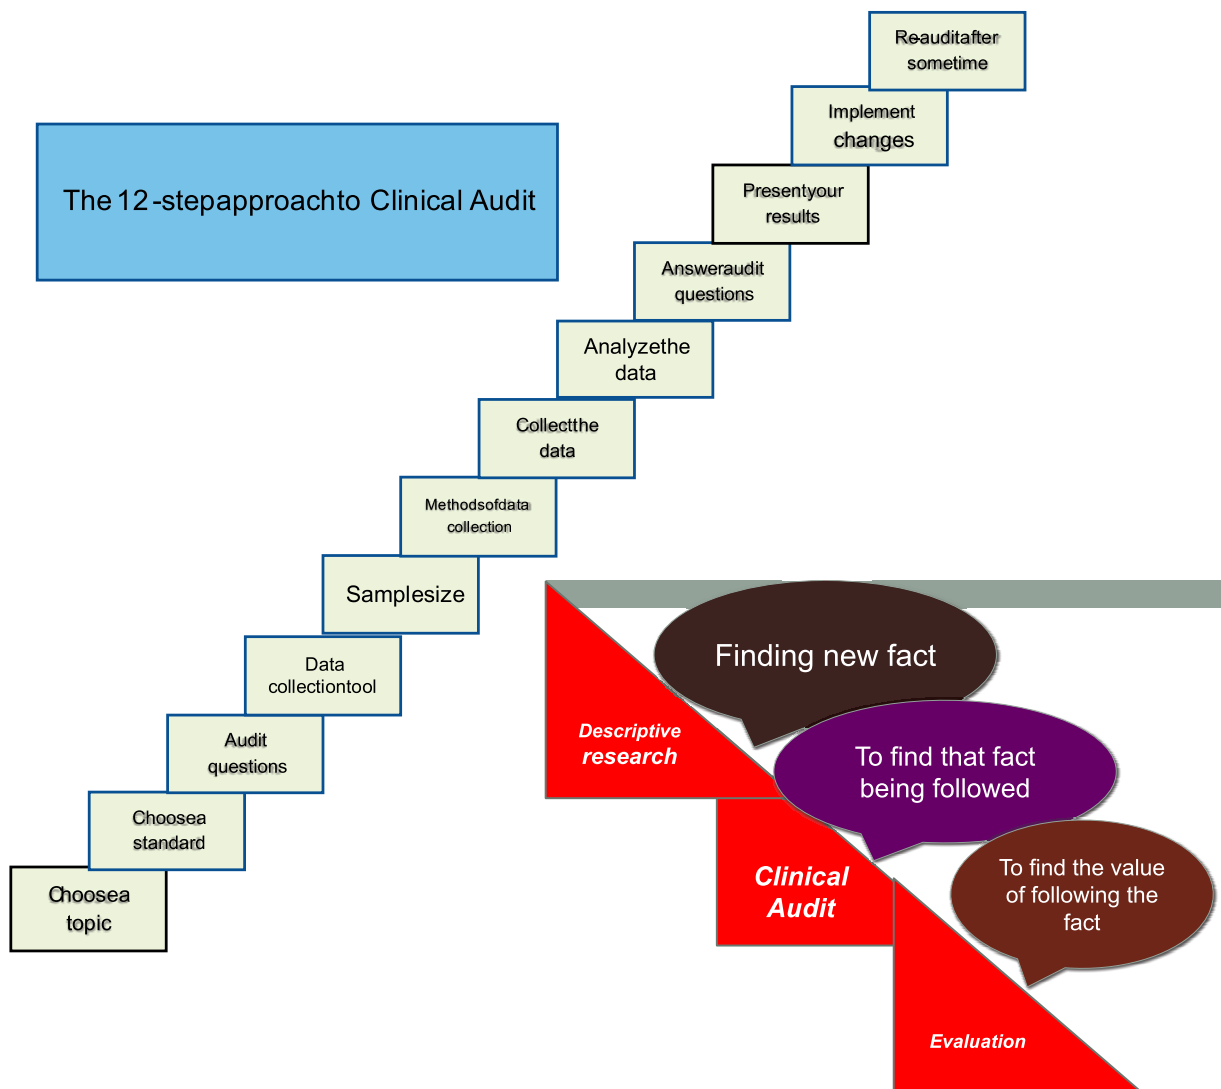 Re-auditafter
sometime
Implement
changes
The 12-stepapproachto Clinical Audit
Presentyour
results
Answeraudit
questions
Analyzethe
data
Collectthe
data
Methodsofdata
collection
Samplesize
Data
collectiontool
Audit
questions
Choosea
standard
Choosea
topic
Finding new fact
Descriptive
research
To find that fact
being followed
Clinical
Audit
To find the value
of following the
fact
Evaluation